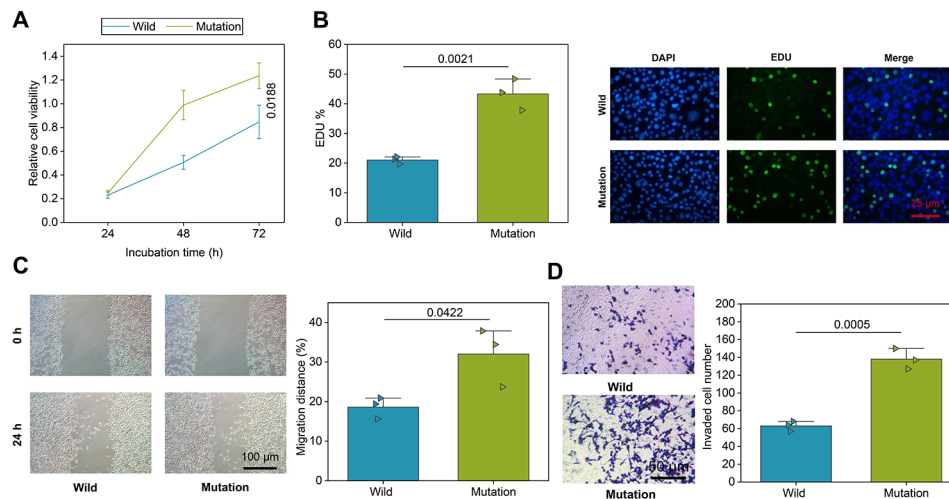 A
Wild
Mutation
Relative cell viability
1.4
1.2
1.0
0.8
0.6
0.4
0.2
0.0188
24
48
72
Incubation time (h)
B
EDU %
60
50
40
30
20
10
0
0.0021
Wild
Mutation
DAPI
EDU
Merge
Wild
Mutation
25 μm
C
0 h
24 h
100 μm
Wild
Mutation
Migration distance (%)
40
30
20
10
0
0.0422
Wild
Mutation
D
Wild
50 μm
Mutation
Invaded cell number
200
180
160
140
120
100
80
60
40
20
0
0.0005
Wild
Mutation